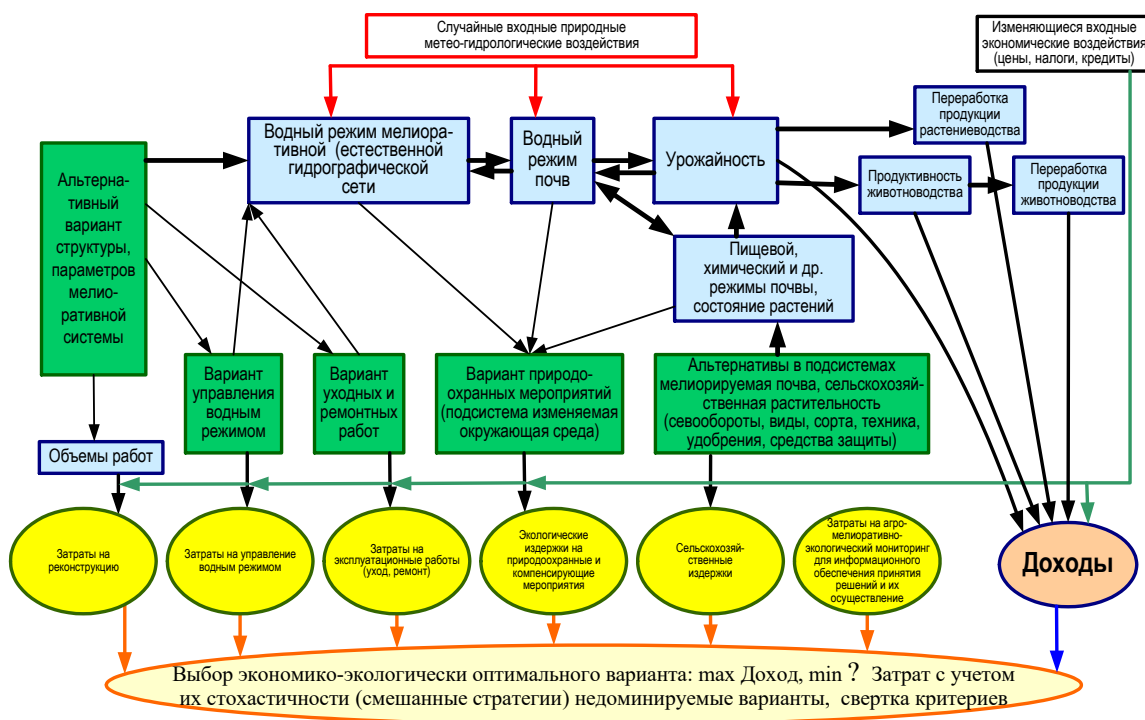 Случайные входные природные
метео-гидрологические воздействия
Изменяющиеся входные
экономические воздействия
(цены, налоги, кредиты)
Водный режим мелиора-
тивной (естественной
гидрографической
сети
Водный
режим
почв
Урожайность
Переработка
продукции
растениеводства
Продуктивность
животноводства
Переработка
продукции
животноводства
Альтерна-
тивный
вариант
структуры,
параметров
мелио-
ративной
системы
Пищевой,
химический и др.
режимы почвы,
состояние растений
Вариант
управления
водным
режимом
Вариант
уходных и
ремонтных
работ
Вариант природо-
охранных мероприятий
(подсистема изменяемая
окружающая среда)
Альтернативы в подсистемах
мелиорируемая почва, сельскохозяй-
ственная растительность
(севообороты, виды, сорта, техника,
удобрения, средства защиты)
Объемы работ
Затраты на
реконструкцию
Затраты на управление
водным режимом
Затраты на
эксплуатационные работы
(уход, ремонт)
Экологические
издержки на
природоохранные и
компенсирующие
мероприятия
Сельскохозяй-
ственные
издержки
Затраты на агро-
мелиоративно-
экологический мониторинг
для информационного
обеспечения принятия
решений и их
осуществление
Доходы
Выбор экономико-экологически оптимального варианта: max Доход, min ? Затрат с учетом
их стохастичности (смешанные стратегии) недоминируемые варианты, свертка критериев